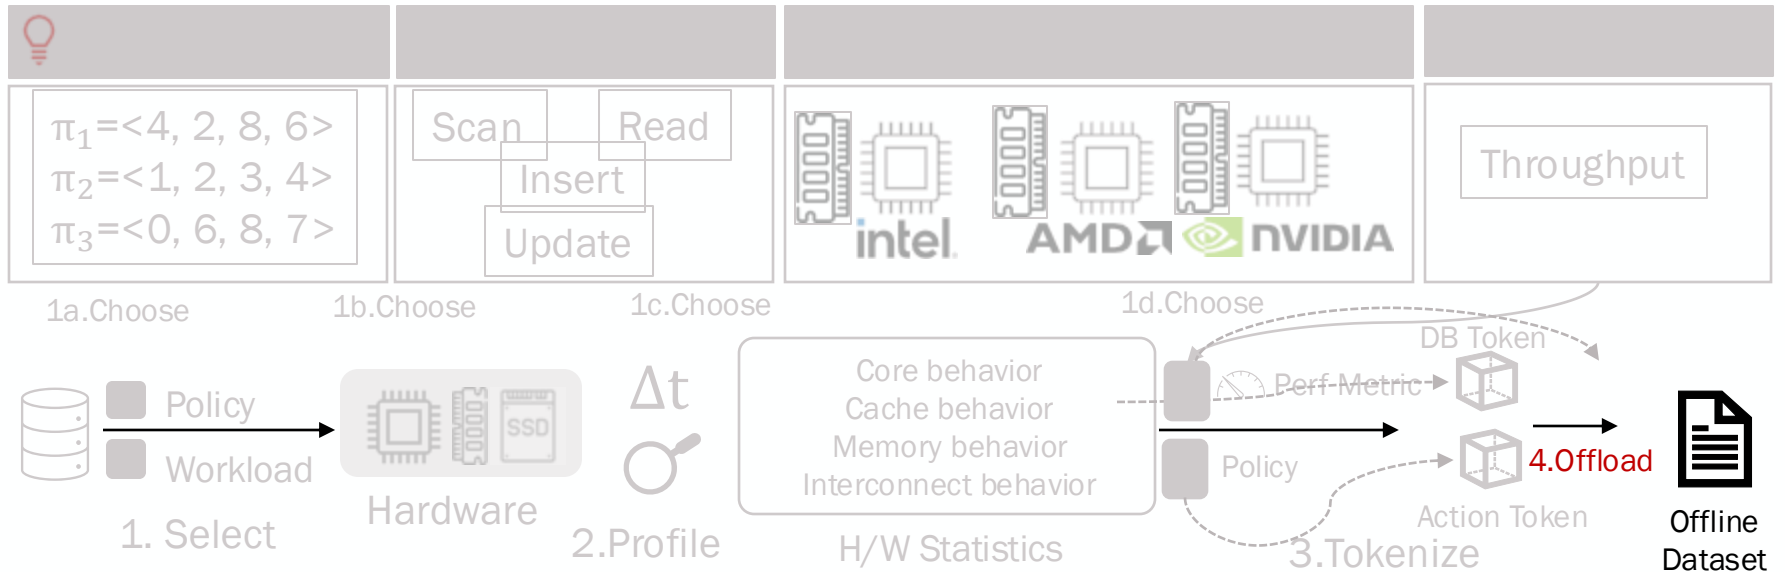 π1=<4, 2, 8, 6>
π2=<1, 2, 3, 4>
π3=<0, 6, 8, 7>
Scan
Read
Insert
Update
intel.
AMD
NVIDIA
Throughput
1a.Choose
1b.Choose
1c.Choose
1d.Choose
Policy
Workload
1. Select
SSD
Hardware
Δt
2.Profile
Core behavior
Cache behavior
Memory behavior
Interconnect behavior
H/W Statistics
Perf Metric
Policy
3.Tokenize
DB Token
Action Token
4.Offload
Offline
Dataset